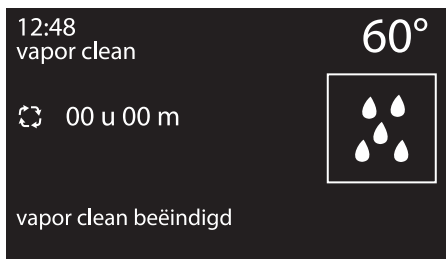 12:48
60°
vapor clean
00 u 00 m
vapor clean beëindigd